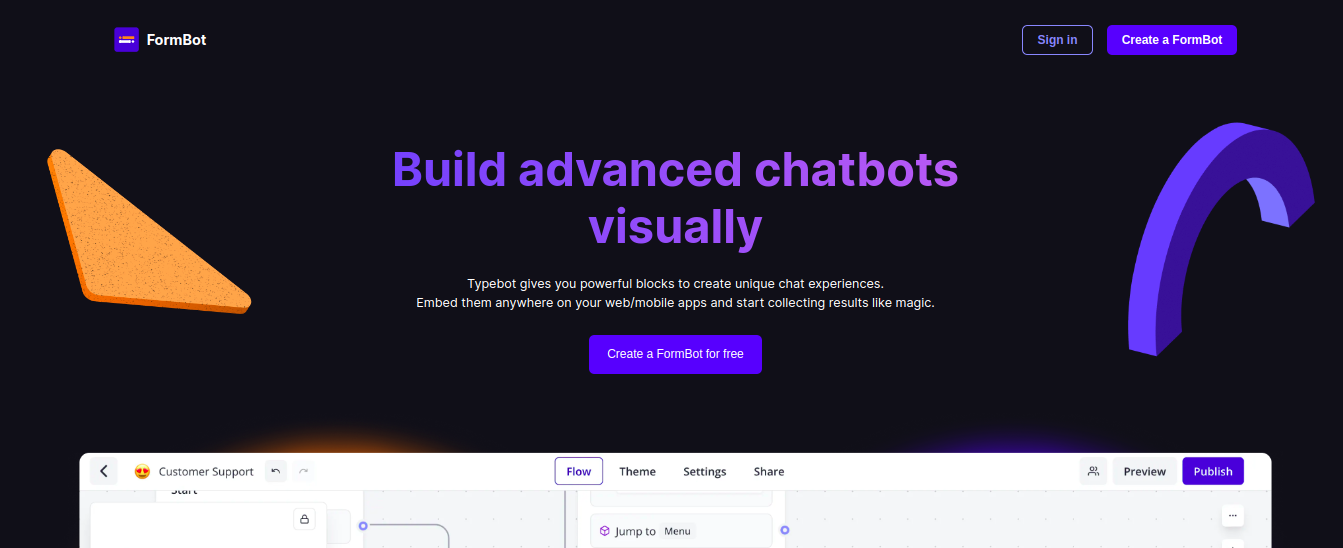 FormBot
Sign in
Create a FormBot
Build advanced chatbots
visually
Typebot gives you powerful blocks to create unique chat experiences.
Embed them anywhere on your web/mobile apps and start collecting results like magic.
Create a FormBot for free
Customer Support
Flow
Theme
Settings
Share
Preview
Publish
Start
Jump to Menu